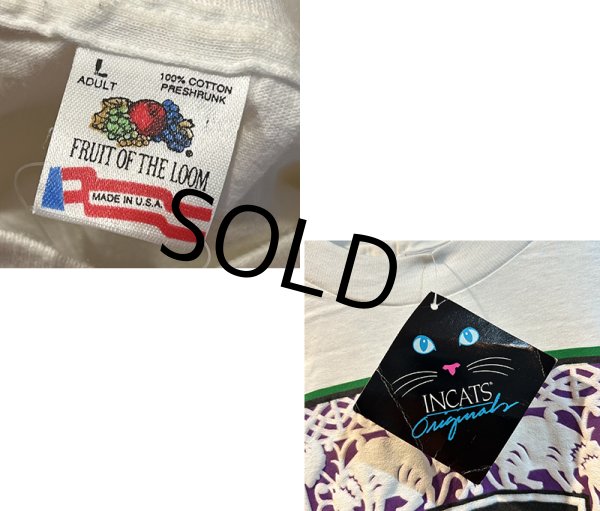 L
ADULT
100% COTTON
PRESHRUNK
FRUIT OF THE LOOM
MADE IN U.S.A.
SOLD
INCATS
Originals